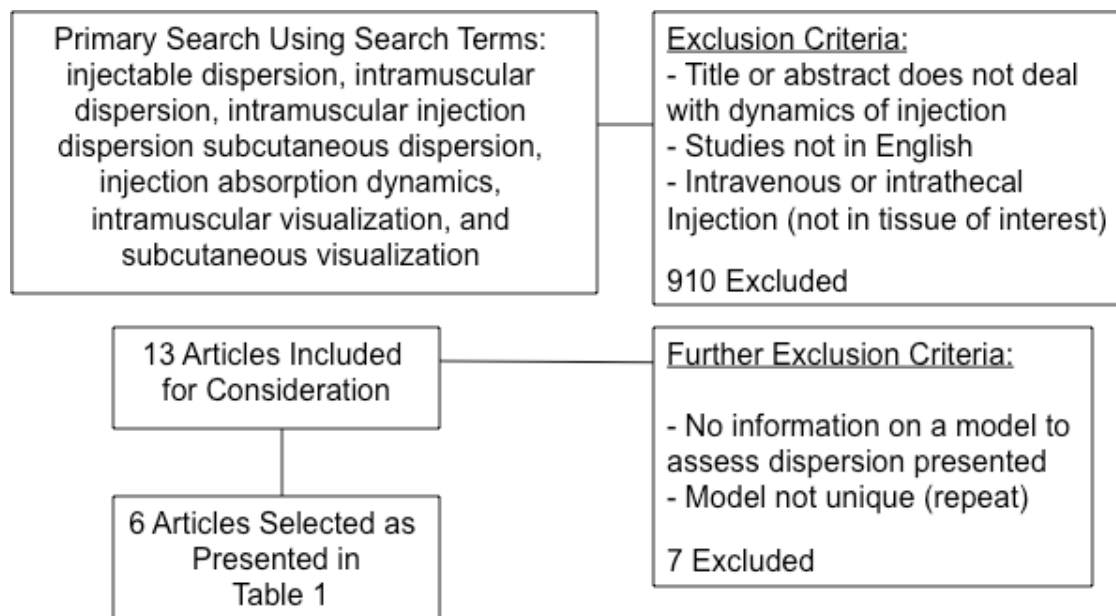 Primary Search Using Search Terms:
injectable dispersion, intramuscular
dispersion, intramuscular injection
dispersion subcutaneous dispersion,
injection absorption dynamics,
intramuscular visualization, and
subcutaneous visualization
Exclusion Criteria:
- Title or abstract does not deal
with dynamics of injection
- Studies not in English
- Intravenous or intrathecal
Injection (not in tissue of interest)
910 Excluded
13 Articles Included
for Consideration
Further Exclusion Criteria:
- No information on a model to
assess dispersion presented
- Model not unique (repeat)
7 Excluded
6 Articles Selected as
Presented in
Table 1